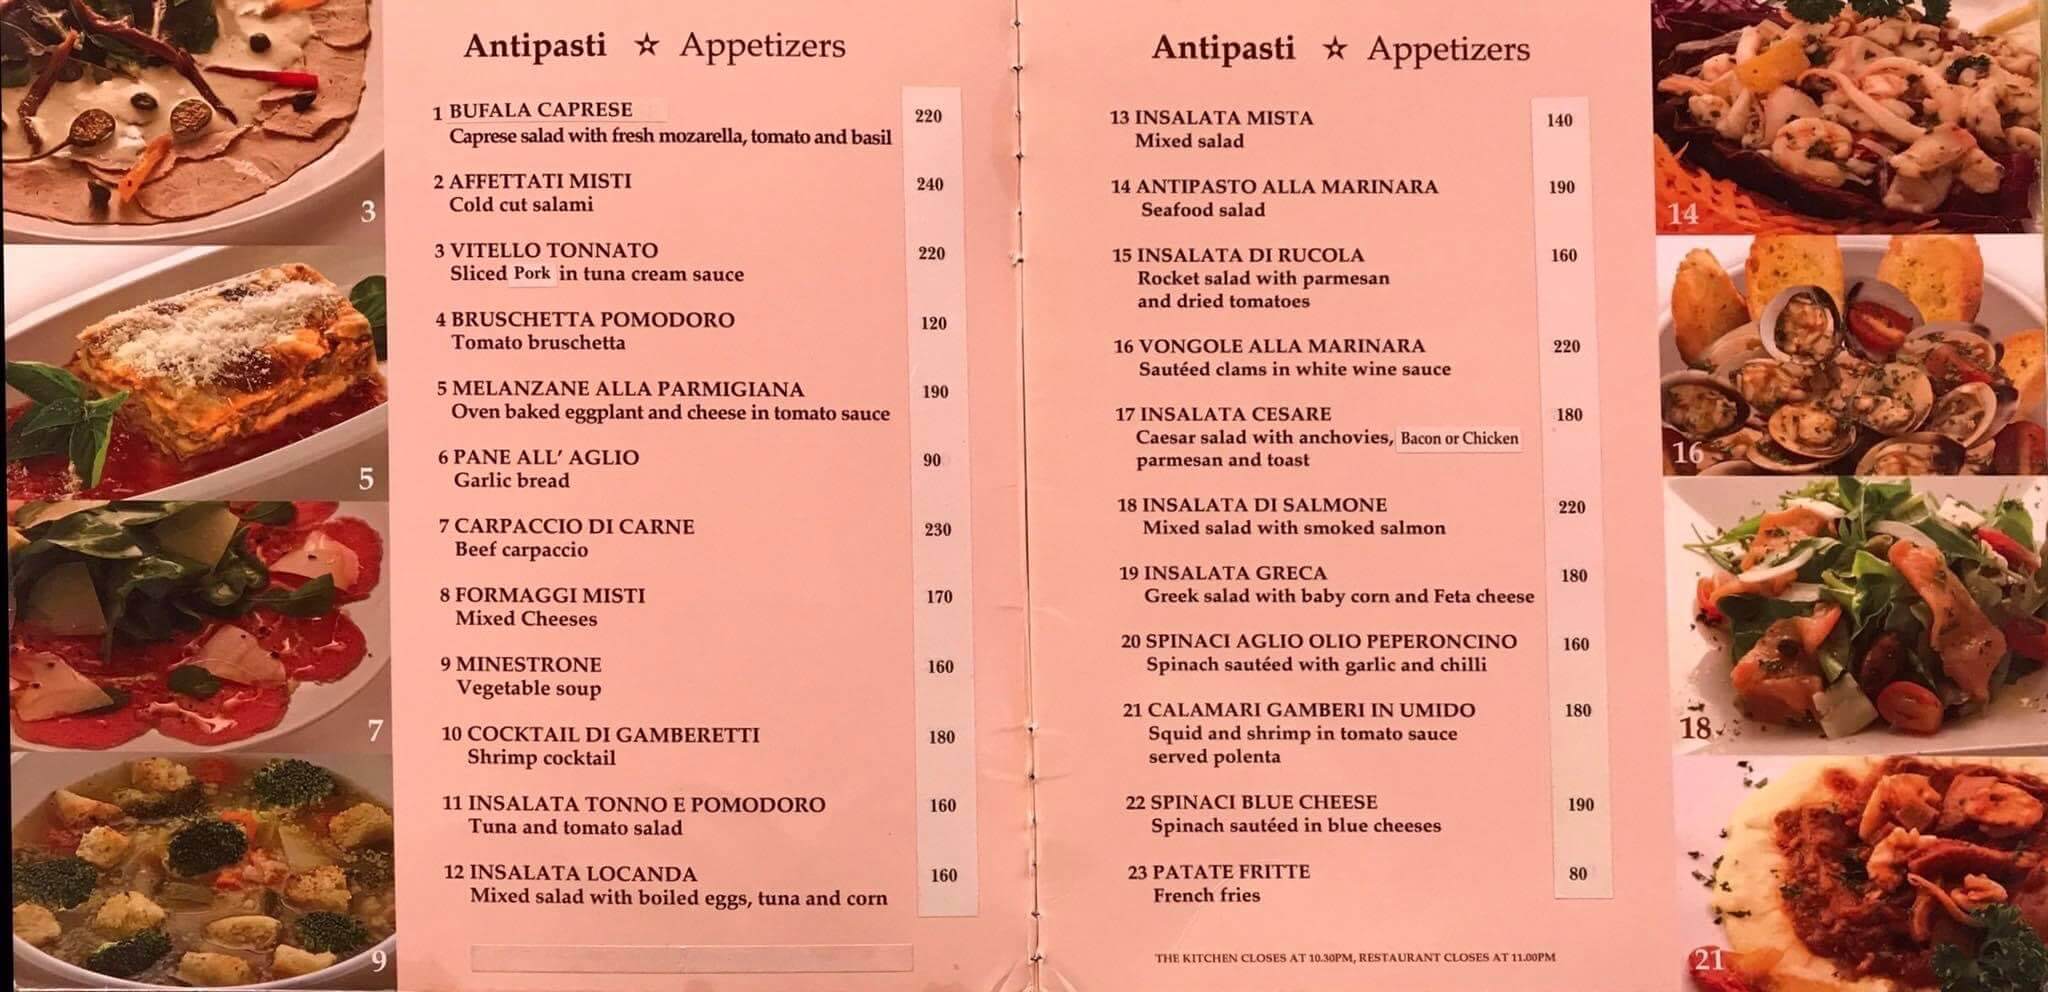 Antipasti ☆ Appetizers
1 BUFALA CAPRESE 220
Caprese salad with fresh mozarella, tomato and basil
2 AFFETTATI MISTI 240
Cold cut salami
3 VITELLO TONNATO 220
Sliced Pork in tuna cream sauce
4 BRUSCHETTA POMODORO 120
Tomato bruschetta
5 MELANZANE ALLA PARMIGIANA 190
Oven baked eggplant and cheese in tomato sauce
6 PANE ALL' AGLIO 90
Garlic bread
7 CARPACCIO DI CARNE 230
Beef carpaccio
8 FORMAGGI MISTI 170
Mixed Cheeses
9 MINESTRONE 160
Vegetable soup
10 COCKTAIL DI GAMBERETTI 180
Shrimp cocktail
11 INSALATA TONNO E POMODORO 160
Tuna and tomato salad
12 INSALATA LOCANDA 160
Mixed salad with boiled eggs, tuna and corn
3
5
7
9
Antipasti ☆ Appetizers
13 INSALATA MISTA 140
Mixed salad
14 ANTIPASTO ALLA MARINARA 190
Seafood salad
15 INSALATA DI RUCOLA 160
Rocket salad with parmesan
and dried tomatoes
16 VONGOLE ALLA MARINARA 220
Sautéed clams in white wine sauce
17 INSALATA CESARE 180
Caesar salad with anchovies, Bacon or Chicken
parmesan and toast
18 INSALATA DI SALMONE 220
Mixed salad with smoked salmon
19 INSALATA GRECA 180
Greek salad with baby corn and Feta cheese
20 SPINACI AGLIO OLIO PEPERONCINO 160
Spinach sautéed with garlic and chilli
21 CALAMARI GAMBERI IN UMIDO 180
Squid and shrimp in tomato sauce
served polenta
22 SPINACI BLUE CHEESE 190
Spinach sautéed in blue cheeses
23 PATATE FRITTE 80
French fries
THE KITCHEN CLOSES AT 10.30PM, RESTAURANT CLOSES AT 11.00PM
14
16
18
21